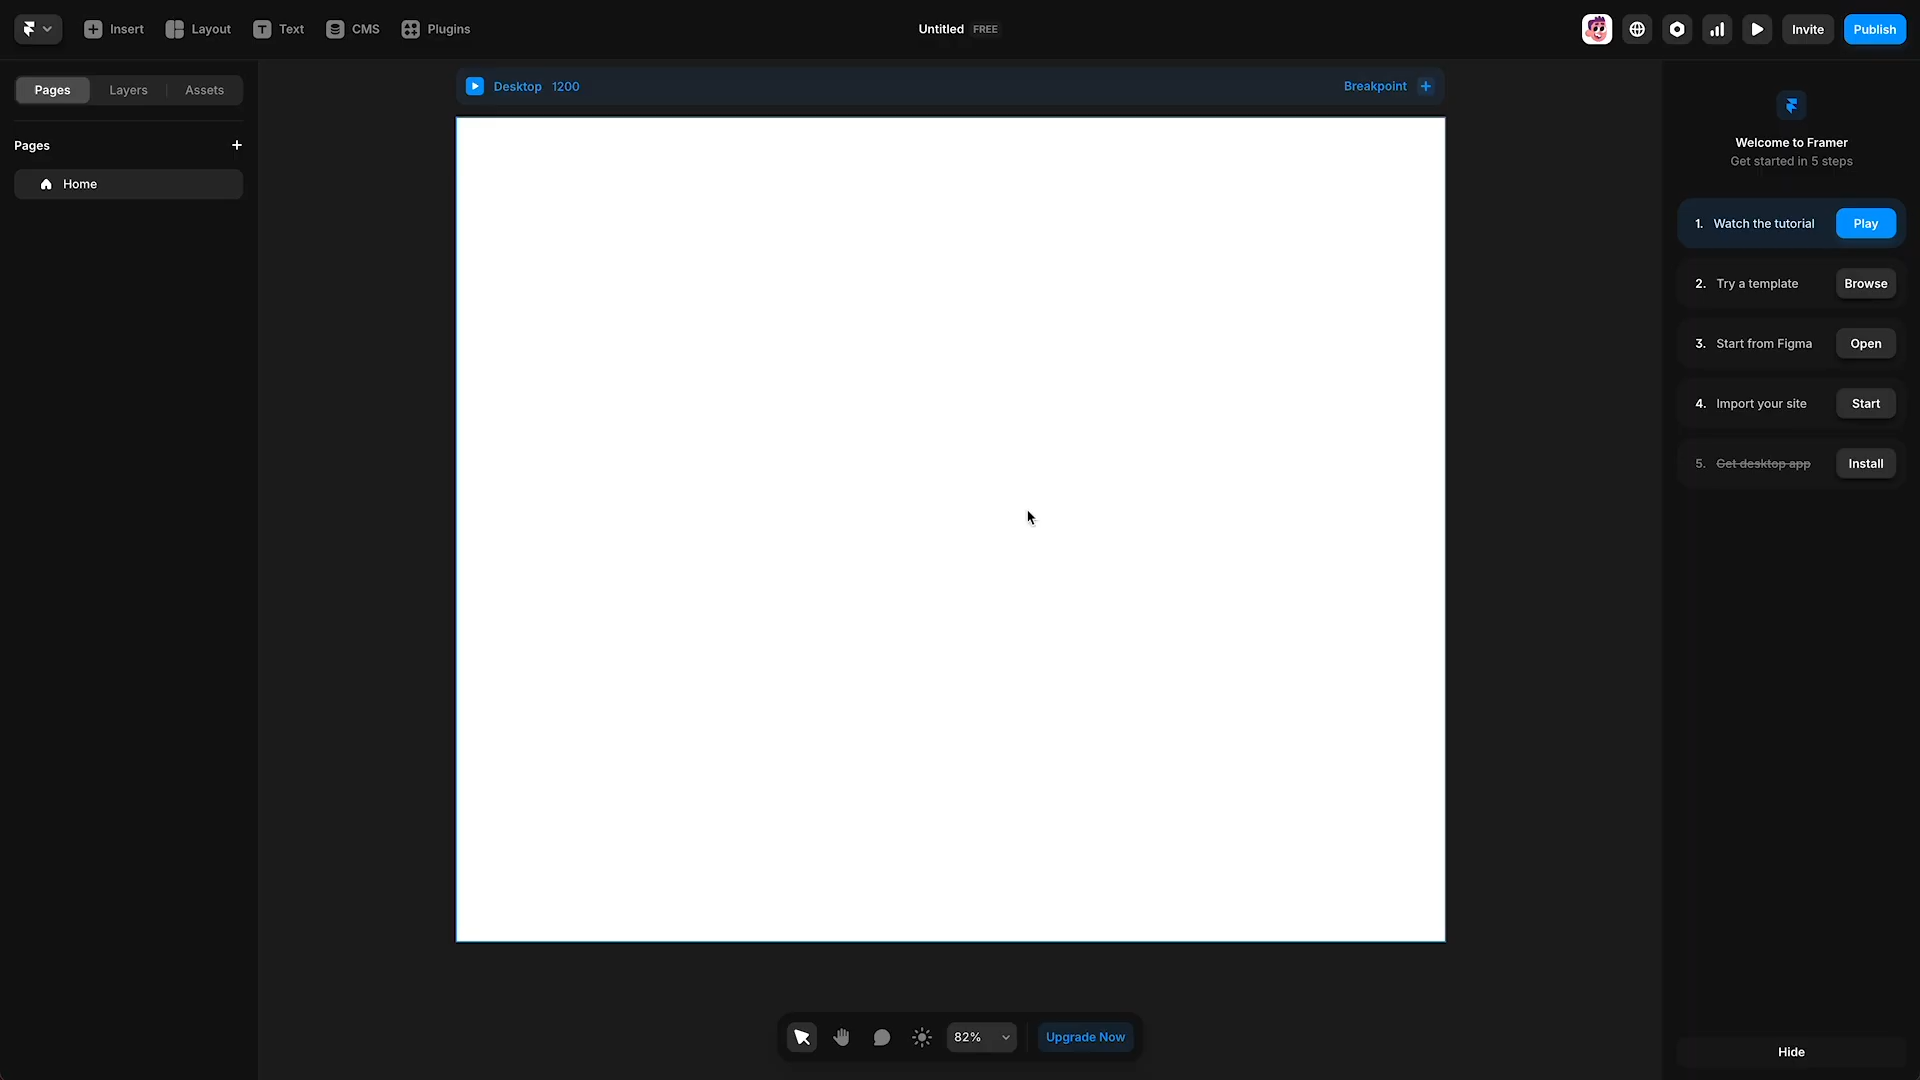 Insert Layout Text CMS Plugins Untitled FREE Invite Publish
Pages Layers Assets
Pages
Home
Desktop 1200 Breakpoint
Welcome to Framer
Get started in 5 steps
1. Watch the tutorial Play
2. Try a template Browse
3. Start from Figma Open
4. Import your site Start
5. Get desktop app Install
82% Upgrade Now
Hide